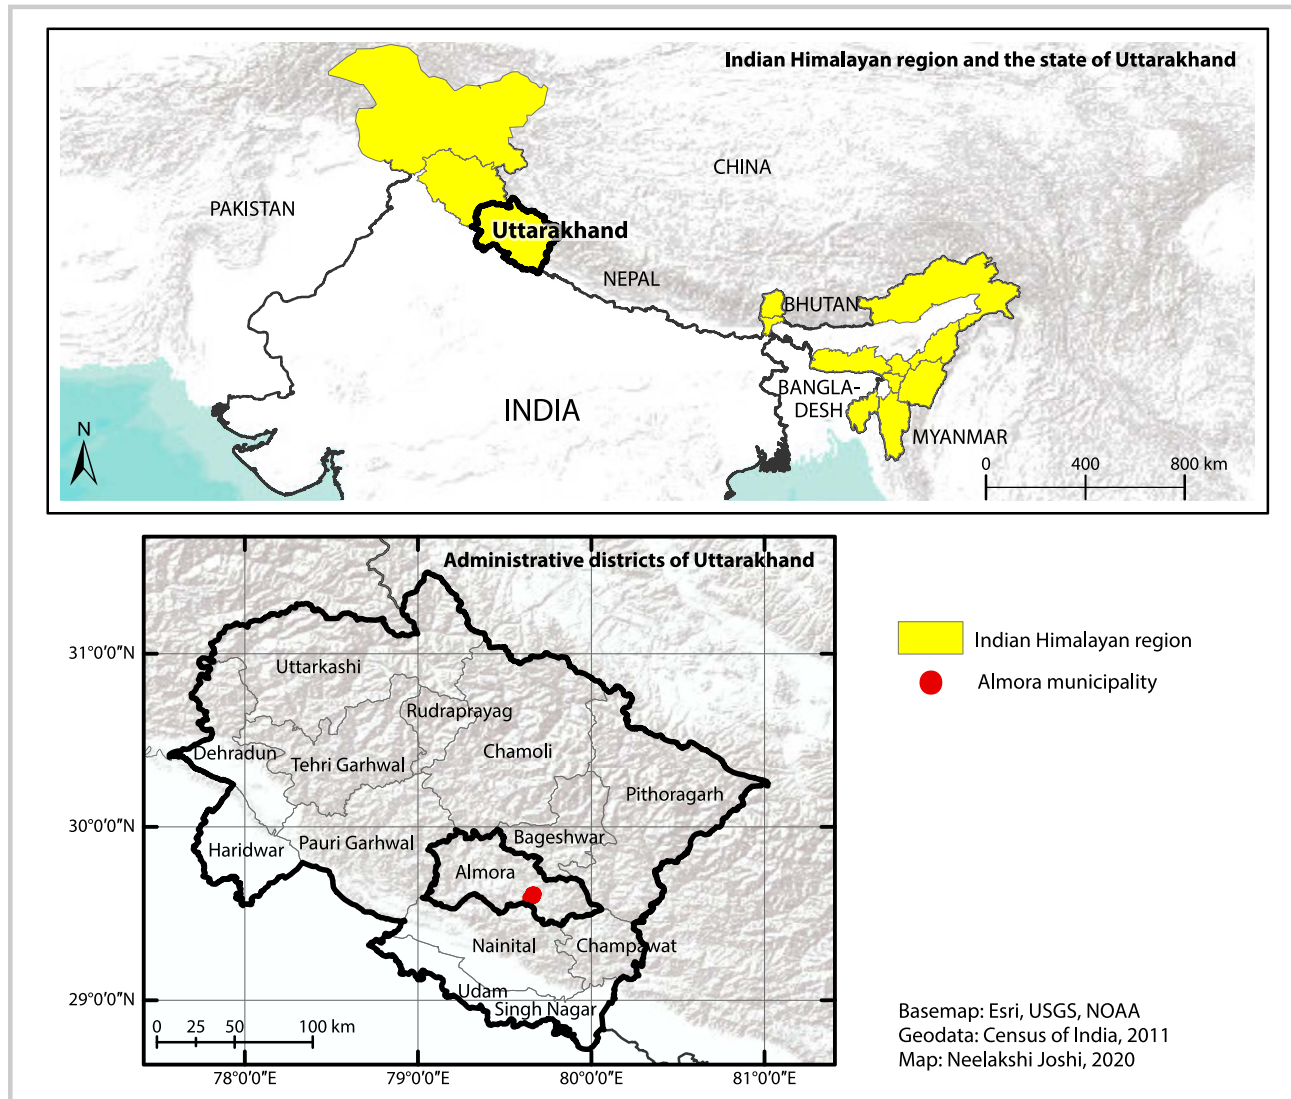 Indian Himalayan region and the state of Uttarakhand
CHINA
PAKISTAN
Uttarakhand
NEPAL
BHUTAN
INDIA
BANGLA-
DESH
MYANMAR
N
0 400 800 km
Administrative districts of Uttarakhand
31°0'0"N
Uttarkashi
Rudraprayag
Dehradun
Tehri Garhwal
Chamoli
Pithoragarh
30°0'0"N
Haridwar
Pauri Garhwal
Bageshwar
Almora
Nainital
Champawat
29°0'0"N
Udam
Singh Nagar
0 25 50 100 km
78°0'0"E 79°0'0"E 80°0'0"E 81°0'0"E
Indian Himalayan region
Almora municipality
Basemap: Esri, USGS, NOAA
Geodata: Census of India, 2011
Map: Neelakshi Joshi, 2020